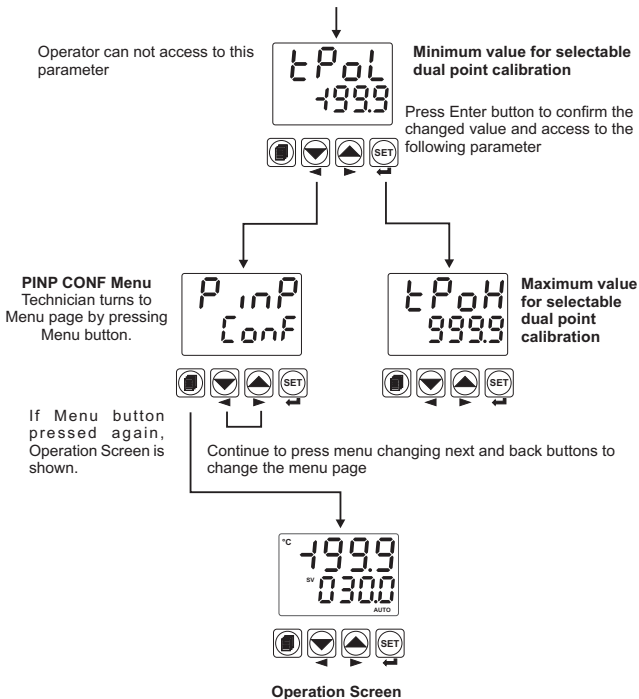 Operator can not access to this
parameter
tPoL
-199.9
SET
Minimum value for selectable
dual point calibration
Press Enter button to confirm the
changed value and access to the
following parameter
PINP CONF Menu
Technician turns to
Menu page by pressing
Menu button.
PinP
ConF
SET
tPoH
999.9
SET
Maximum value
for selectable
dual point
calibration
If Menu button
pressed again,
Operation Screen is
shown.
Continue to press menu changing next and back buttons to
change the menu page
°C
-199.9
SV
030.0
AUTO
SET
Operation Screen